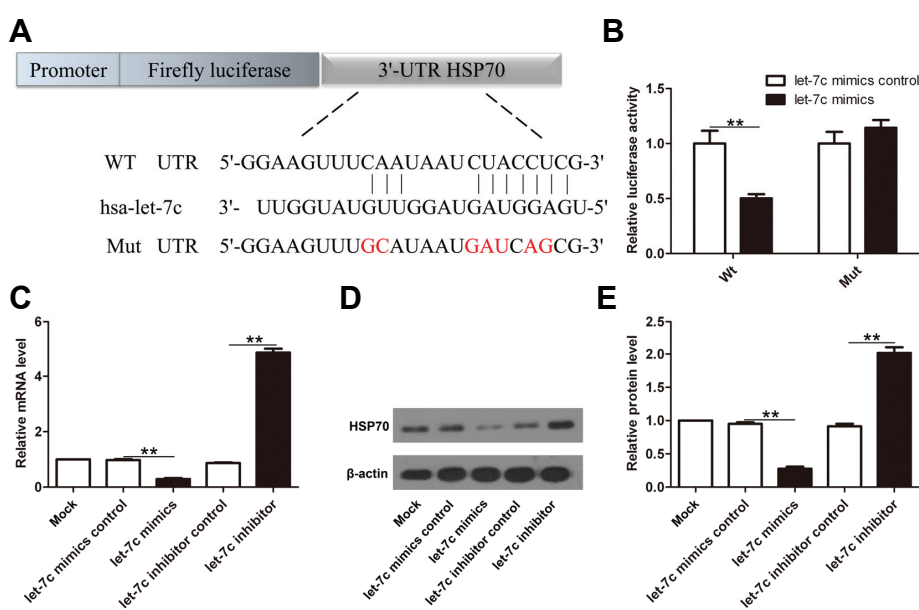 A
Promoter Firefly luciferase 3'-UTR HSP70
WT UTR 5'-GGAAGUUUCAAUAAUCUACCUCG-3'
hsa-let-7c 3'- UUGGUAUGUUGGAUGAUGGAGU-5'
Mut UTR 5'-GGAAGUUUGCAUAAUGAUCAGCG-3'
B
let-7c mimics control
let-7c mimics
Relative luciferase activity
1.5
1.0
0.5
0.0
**
Wt
Mut
C
Relative mRNA level
6
4
2
0
**
**
Mock
let-7c mimics control
let-7c mimics
let-7c inhibitor control
let-7c inhibitor
D
HSP70
β-actin
Mock
let-7c mimics control
let-7c mimics
let-7c inhibitor control
let-7c inhibitor
E
Relative protein level
2.5
2.0
1.5
1.0
0.5
0.0
**
**
Mock
let-7c mimics control
let-7c mimics
let-7c inhibitor control
let-7c inhibitor